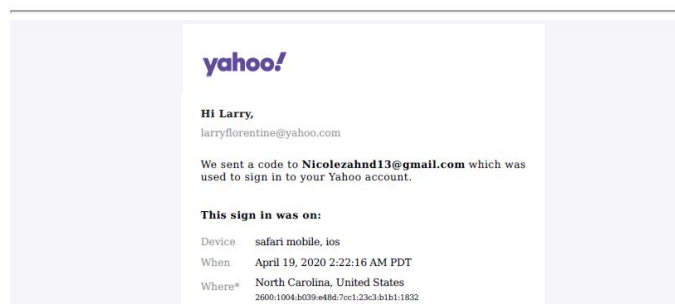 yahoo!
Hi Larry,
larryflorentine@yahoo.com
We sent a code to Nicolezahnd13@gmail.com which was
used to sign in to your Yahoo account.
This sign in was on:
Device safari mobile, ios
When April 19, 2020 2:22:16 AM PDT
Where* North Carolina, United States
2600:1004:b039:e48d:7cc1:23c3:b1b1:1832